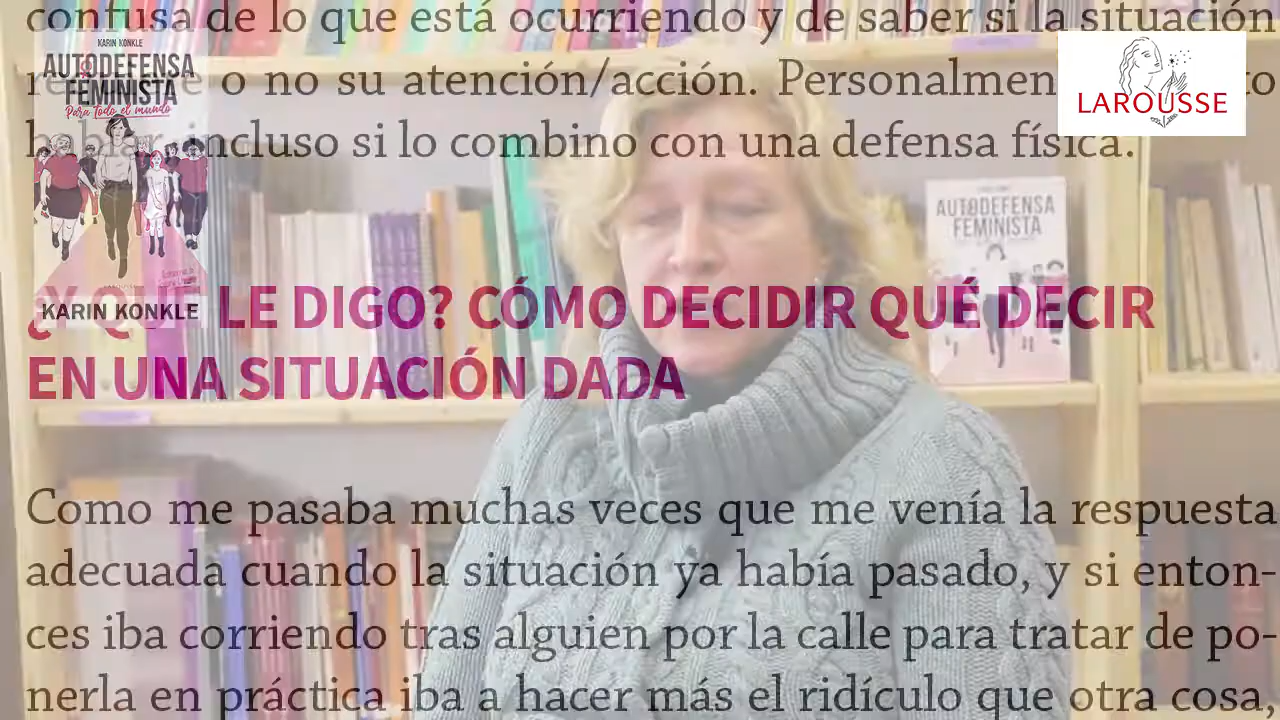 confusa de lo que está ocurriendo y de saber si la situación
o no su atención/acción. Personalmen
incluso si lo combino con una defensa física.
KARIN KONKLE
AUTODEFENSA
FEMINISTA
Para todo el mundo
KARIN KONKLE
LAROUSSE
AUTODEFENSA
FEMINISTA
LE DIGO? CÓMO DECIDIR QUÉ DECIR
EN UNA SITUACIÓN DADA
Como me pasaba muchas veces que me venía la respuesta
adecuada cuando la situación ya había pasado, y si enton-
ces iba corriendo tras alguien por la calle para tratar de po-
nerla en práctica iba a hacer más el ridículo que otra cosa,